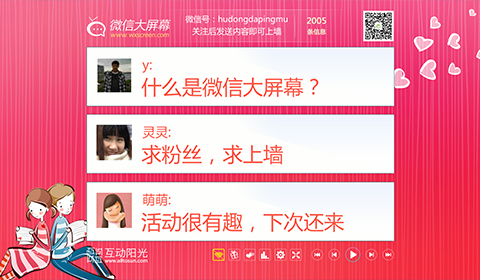 微信大屏幕
www.wxscreen.com
微信号：hudongdapingmu
关注后发送内容即可上墙
2005
条信息
y:
什么是微信大屏幕？
灵灵:
求粉丝，求上墙
萌萌:
活动很有趣，下次还来
互动阳光
www.alltosun.com